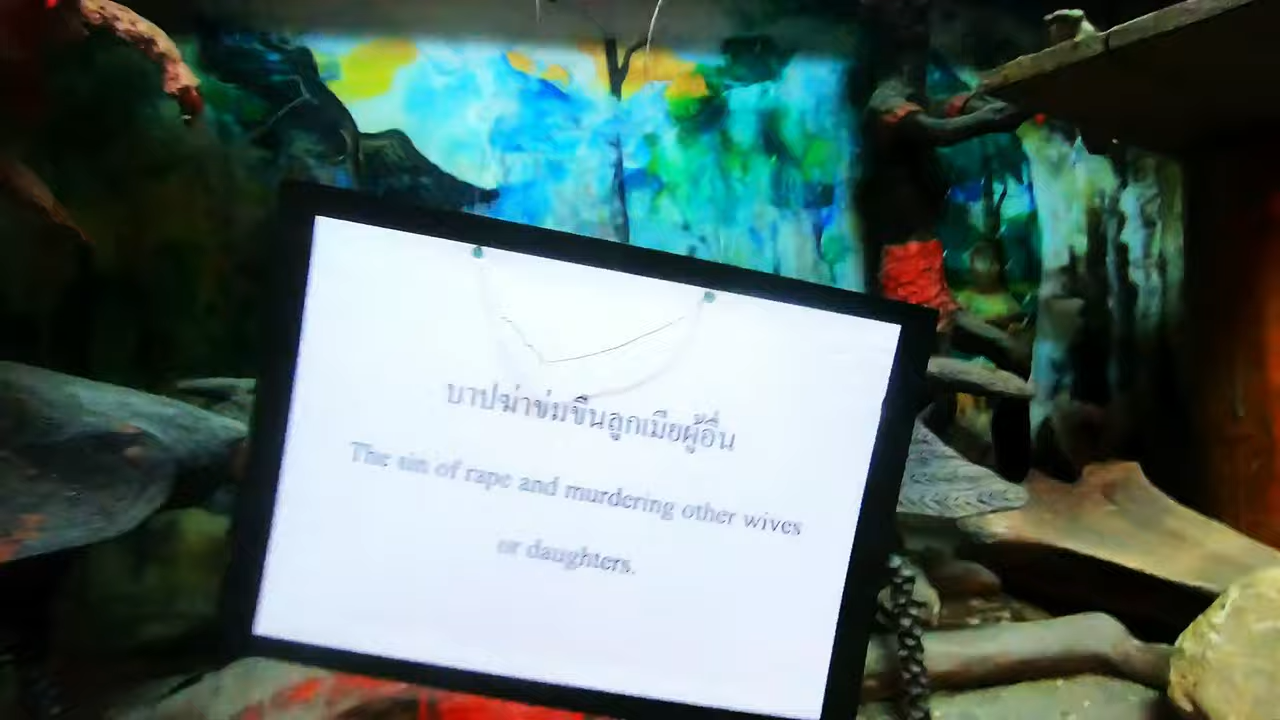 บาปฆ่าข่มขืนลูกเมียผู้อื่น
The sin of rape and murdering other wives
or daughters.